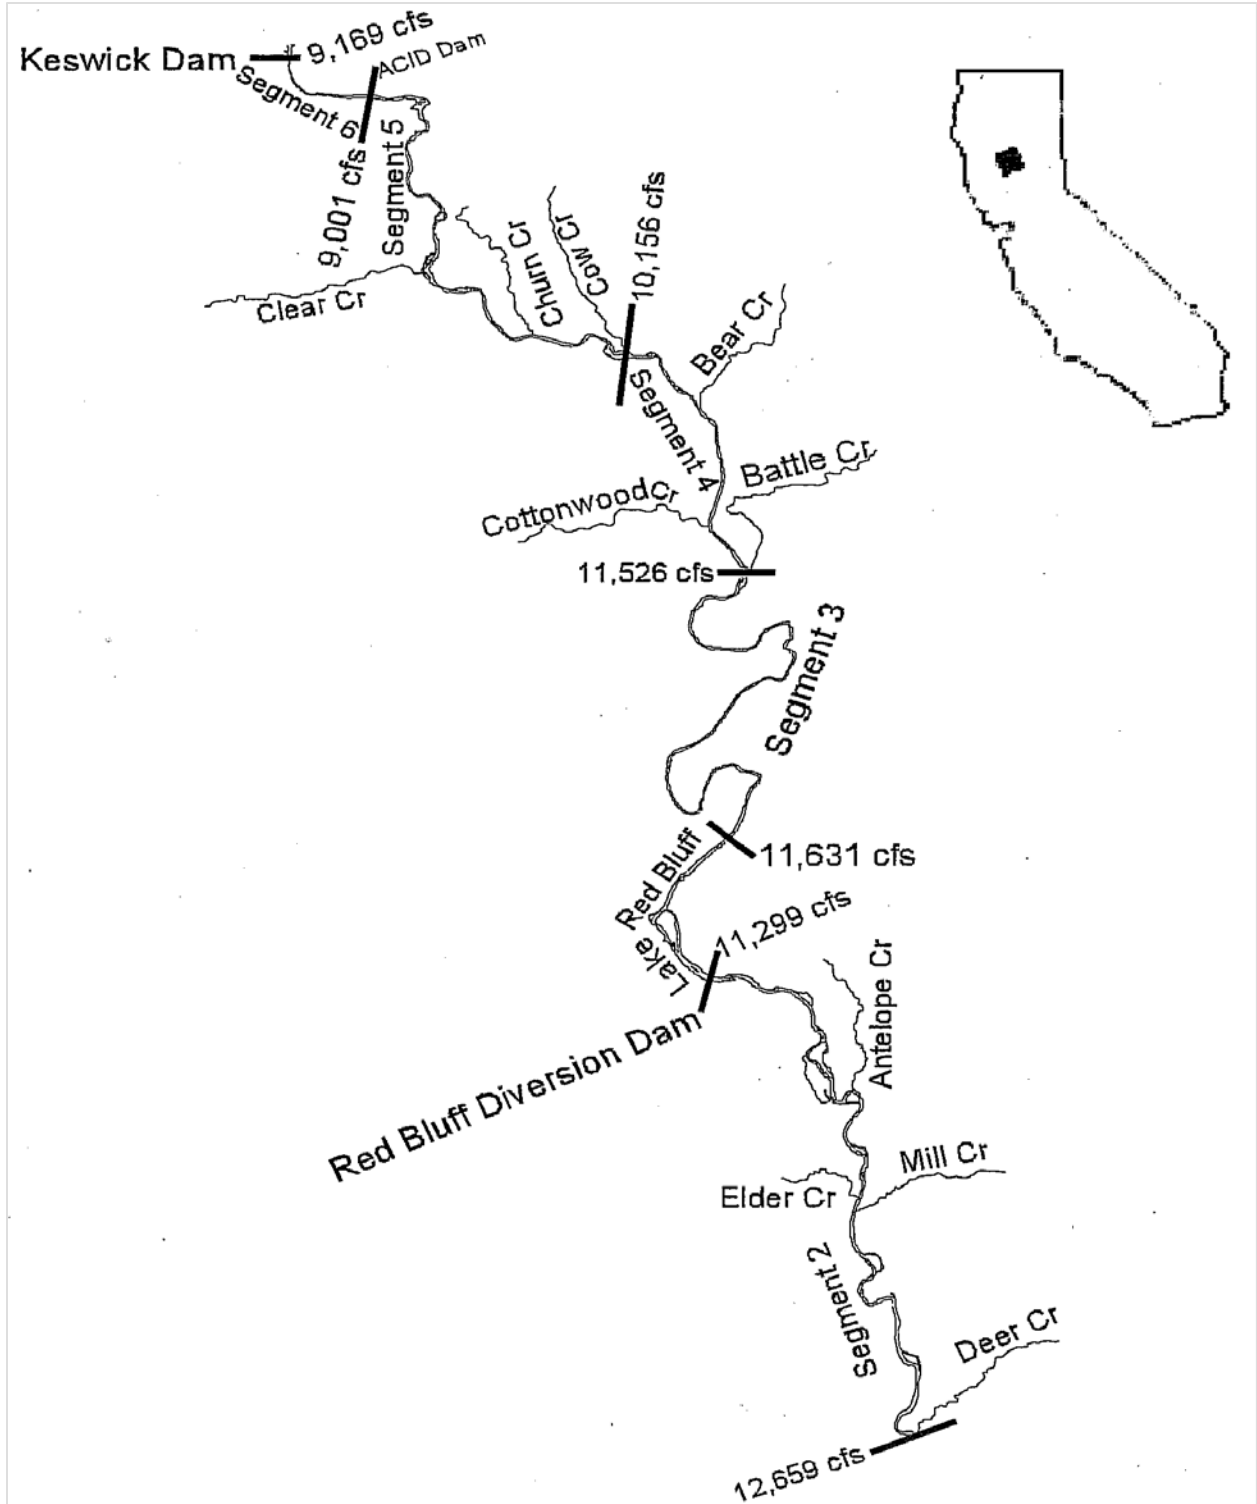 9,169 cfs
Keswick Dam
ACID Dam
Segment 6
Segment 5
9,001 cfs
10,156 cfs
Churn Cr
Cow Cr
Clear Cr
Bear Cr
Segment 4
Battle Cr
Cottonwood Cr
11,526 cfs
Segment 3
11,631 cfs
Lake Red Bluff
11,299 cfs
Antelope Cr
Red Bluff Diversion Dam
Mill Cr
Elder Cr
Segment 2
Deer Cr
12,659 cfs